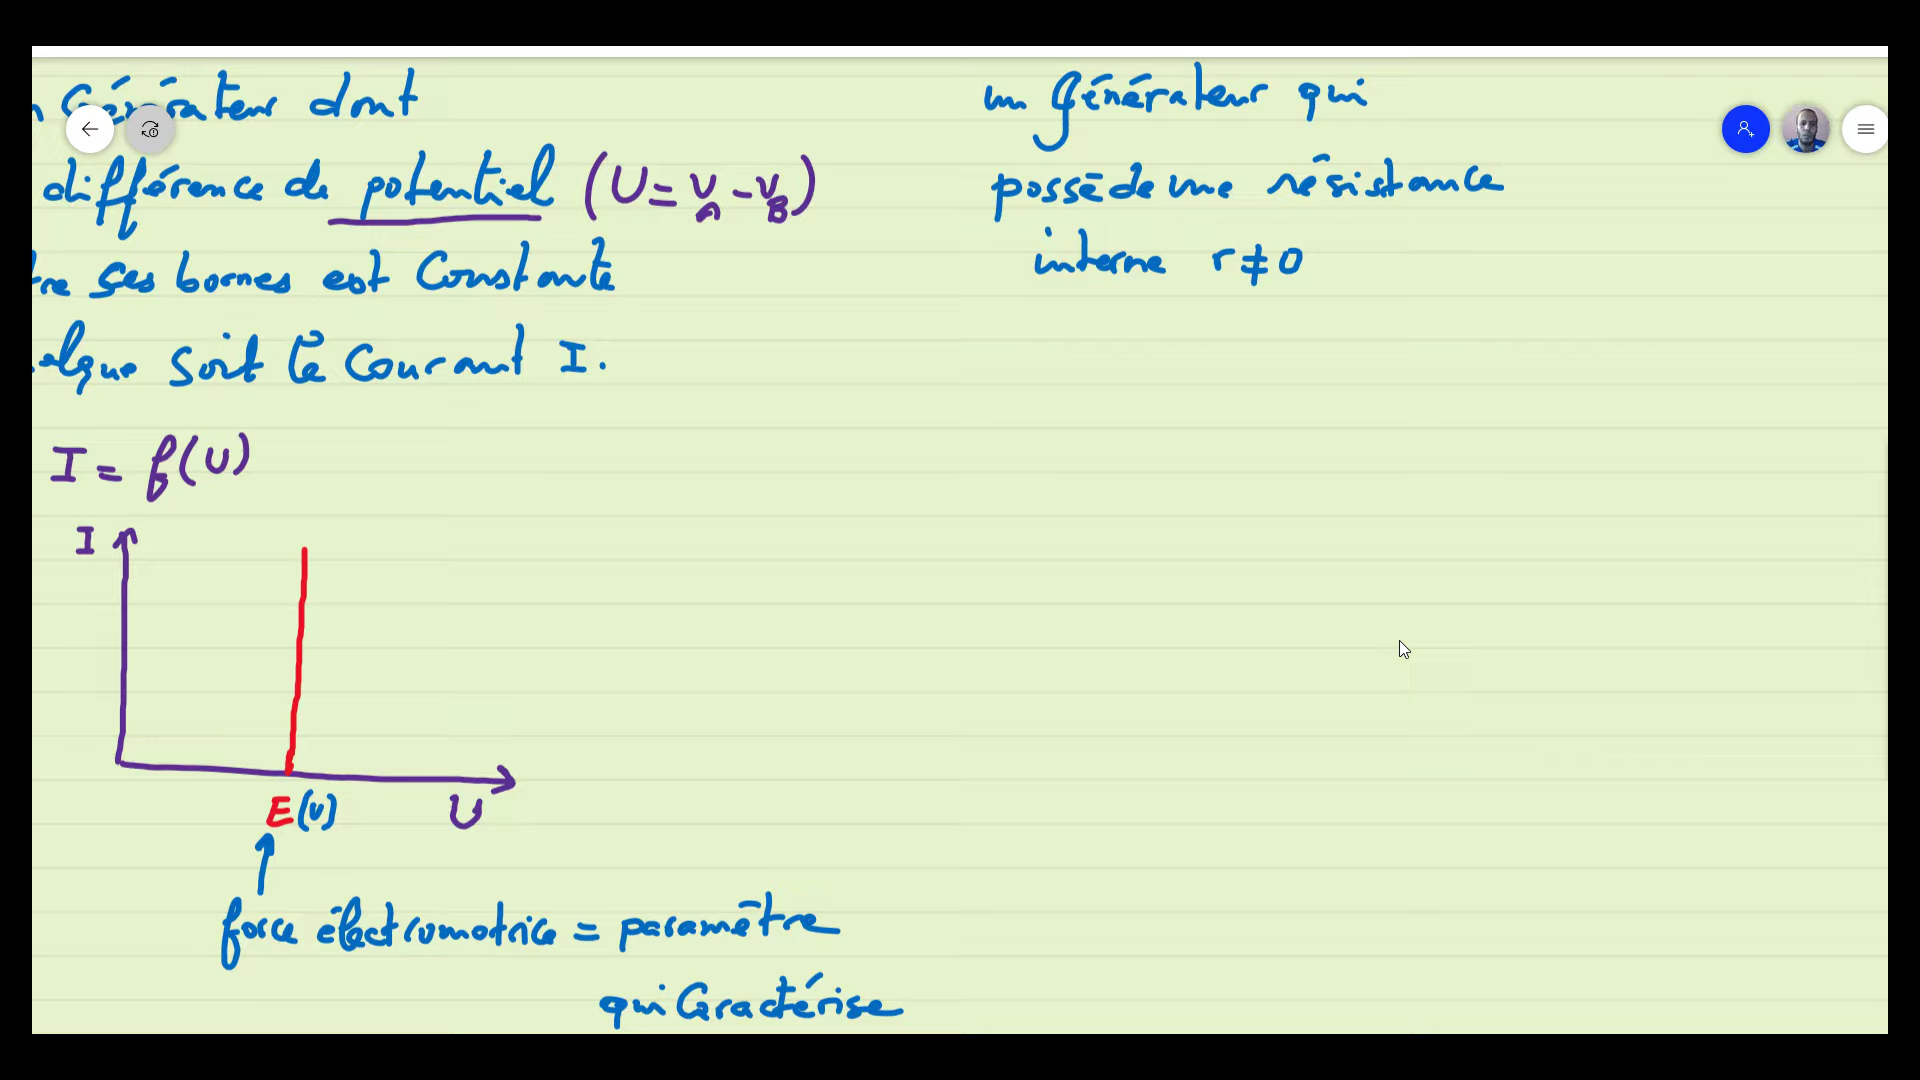 Générateur dont
différence de potentiel (U = VA - VB)
ses bornes est Constante
soit le Courant I.
I = f(U)
I
E (V)
U
force électromotrice = paramètre
qui Caractérise
un Générateur qui
possède une résistance
interne r ≠ 0